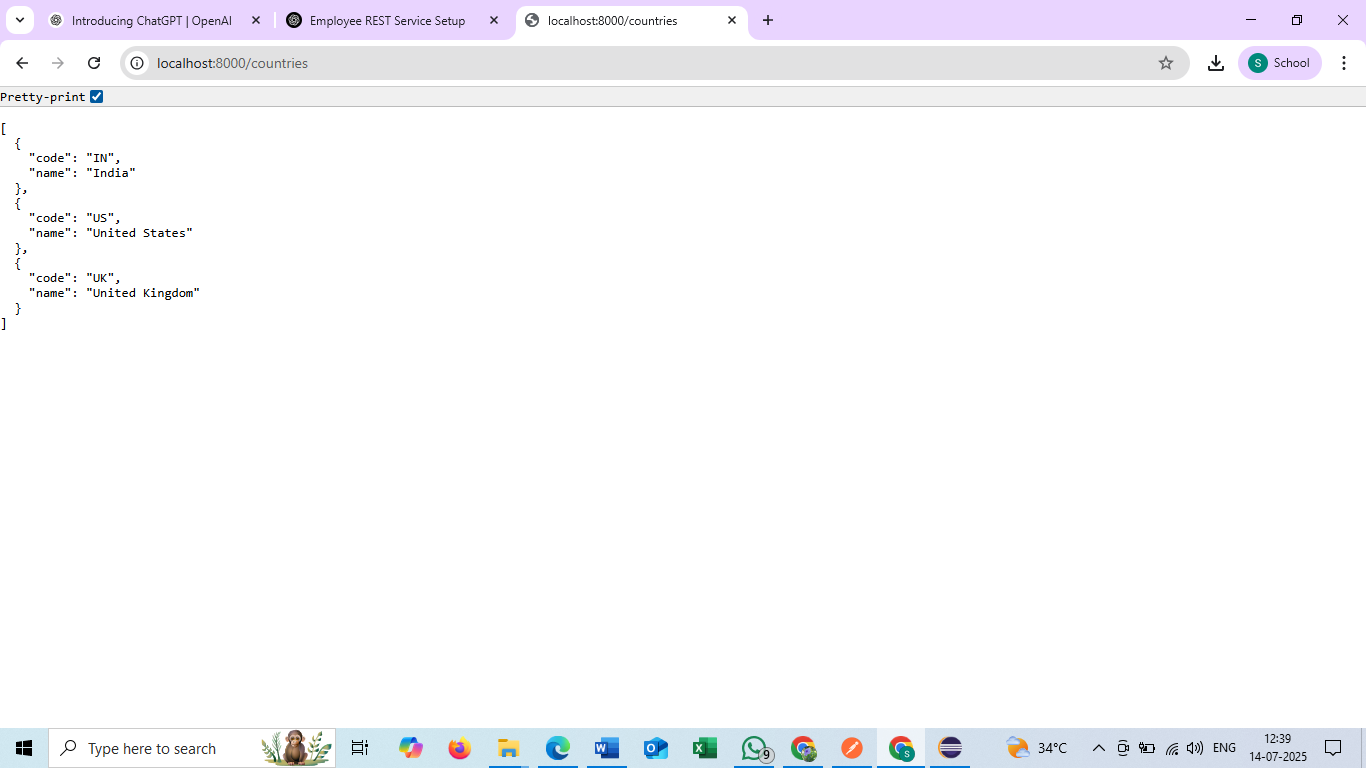 Introducing ChatGPT | OpenAI
Employee REST Service Setup
localhost:8000/countries
localhost:8000/countries
S
School
Pretty-print
[
  {
    "code": "IN",
    "name": "India"
  },
  {
    "code": "US",
    "name": "United States"
  },
  {
    "code": "UK",
    "name": "United Kingdom"
  }
]
Type here to search
9
S
34°C
ENG
12:39
14-07-2025